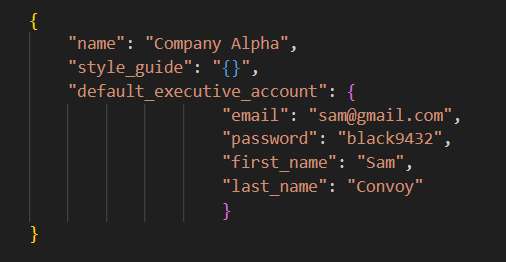 {
"name": "Company Alpha",
"style_guide": "{}",
"default_executive_account": {
"email": "sam@gmail.com",
"password": "black9432",
"first_name": "Sam",
"last_name": "Convoy"
}
}